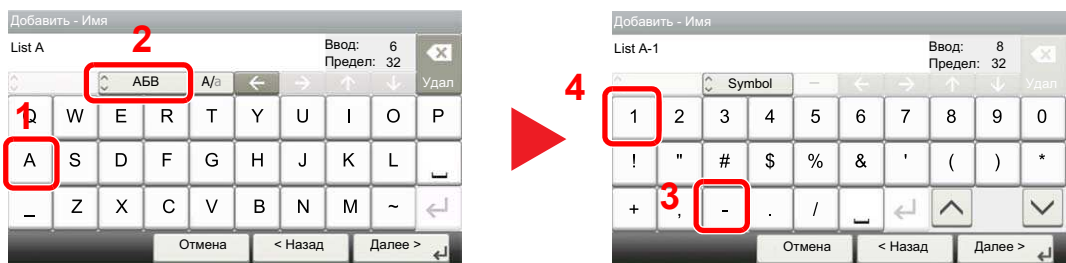 Добавить - Имя
2
List A
Ввод: 6
Предел: 32
АБВ
A/a
Удал
1
Q W E R T Y U I O P
A S D F G H J K L
_ Z X C V B N M ~
Отмена
< Назад
Далее >
Добавить - Имя
List A-1
Ввод: 8
Предел: 32
4
Symbol
Удал
1 2 3 4 5 6 7 8 9 0
! " # $ % & ' ( ) *
3
+ , - . /
Отмена
< Назад
Далее >